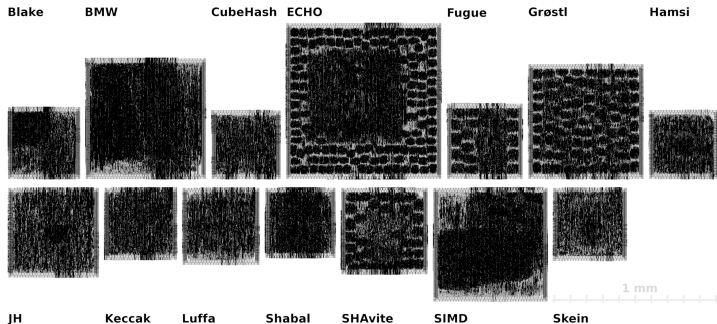 Blake BMW CubeHash ECHO Fugue Grøstl Hamsi
1 mm
JH Keccak Luffa Shabal SHAvite SIMD Skein